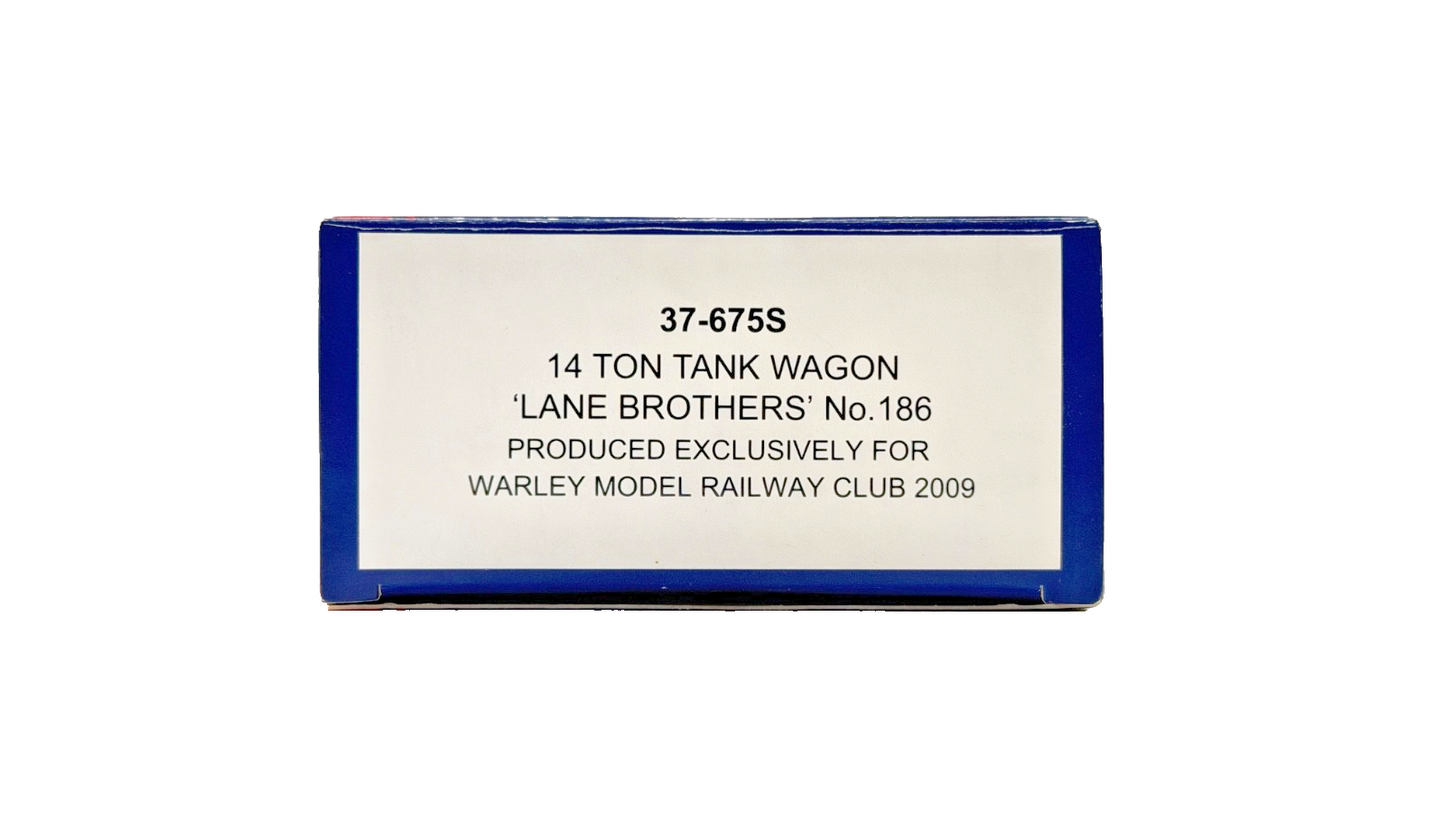 37-675S
14 TON TANK WAGON
‘LANE BROTHERS’ No.186
PRODUCED EXCLUSIVELY FOR
WARLEY MODEL RAILWAY CLUB 2009